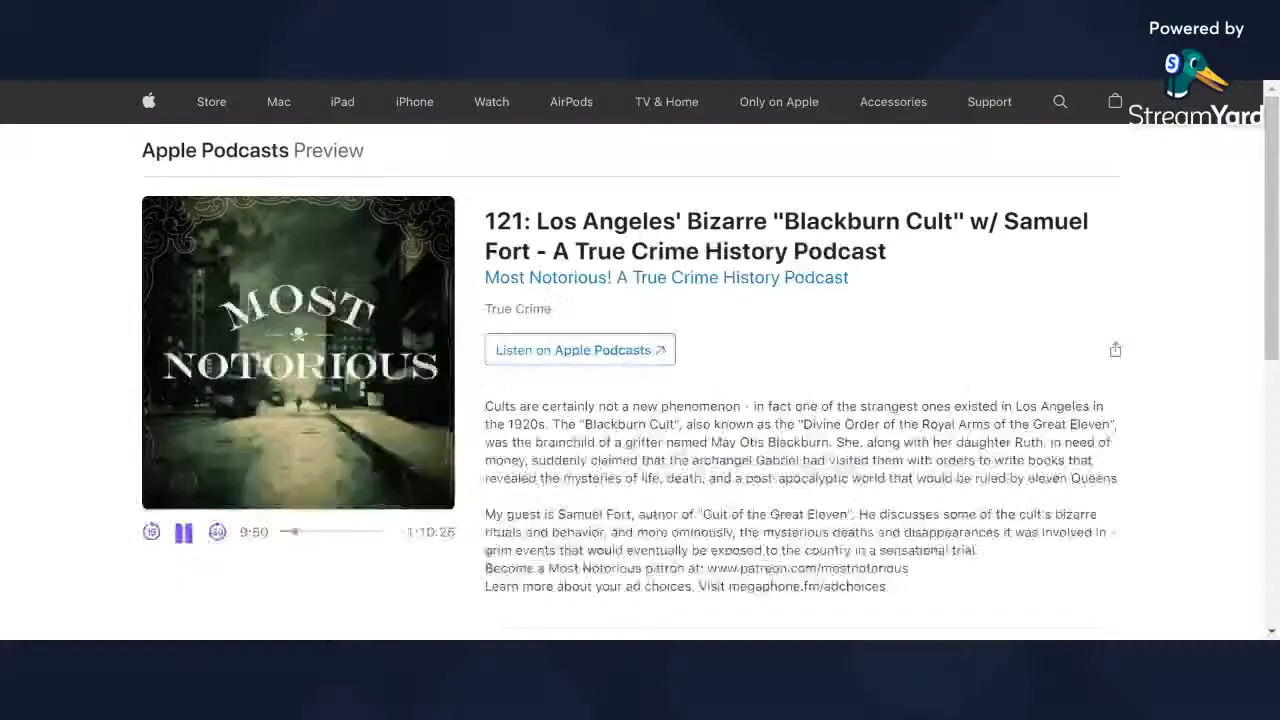 Powered by
StreamYard
Store Mac iPad iPhone Watch AirPods TV & Home Only on Apple Accessories Support
Apple Podcasts Preview
MOST
NOTORIOUS
121: Los Angeles' Bizarre "Blackburn Cult" w/ Samuel
Fort - A True Crime History Podcast
Most Notorious! A True Crime History Podcast
True Crime
Listen on Apple Podcasts ↗
Cults are certainly not a new phenomenon - in fact one of the strangest ones existed in Los Angeles in
the 1920s. The "Blackburn Cult", also known as the "Divine Order of the Royal Arms of the Great Eleven",
was the brainchild of a grifter named May Otis Blackburn. She, along with her daughter Ruth, in need of
money, suddenly claimed that the archangel Gabriel had visited them with orders to write books that
revealed the mysteries of life, death, and a post-apocalyptic world that would be ruled by eleven Queens
My guest is Samuel Fort, author of "Cult of the Great Eleven". He discusses some of the cult's bizarre
rituals and behavior, and more ominously, the mysterious deaths and disappearances it was involved in -
grim events that would eventually be exposed to the country in a sensational trial.
Become a Most Notorious patron at: www.patreon.com/mostnotorious
Learn more about your ad choices. Visit megaphone.fm/adchoices
15 30 9:50 -1:10:26